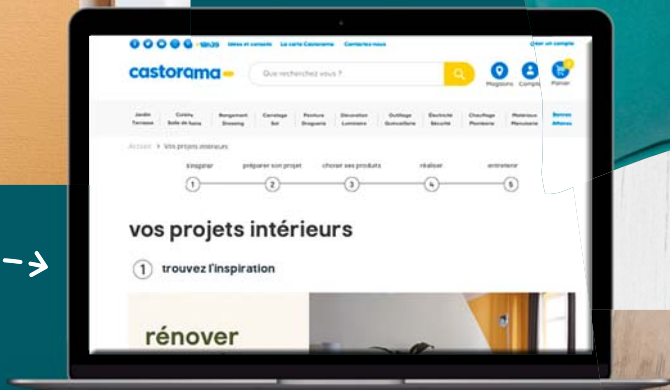 18h30 Idées et conseils La carte Castorama Contactez-nous Créer un compte
castorama
Que recherchez vous ?
Magasins Compte Panier
Jardin Cuisine Rangement Carrelage Peinture Décoration Outillage Électricité Chauffage Matériaux Bonnes
Terrasse Salle de bains Dressing Sol Droguerie Luminaire Quincaillerie Sécurité Plomberie Menuiserie Affaires
Accueil > Vos projets intérieurs
s'inspirer préparer son projet choisir ses produits réaliser entretenir
1 2 3 4 5
vos projets intérieurs
1 trouvez l'inspiration
rénover